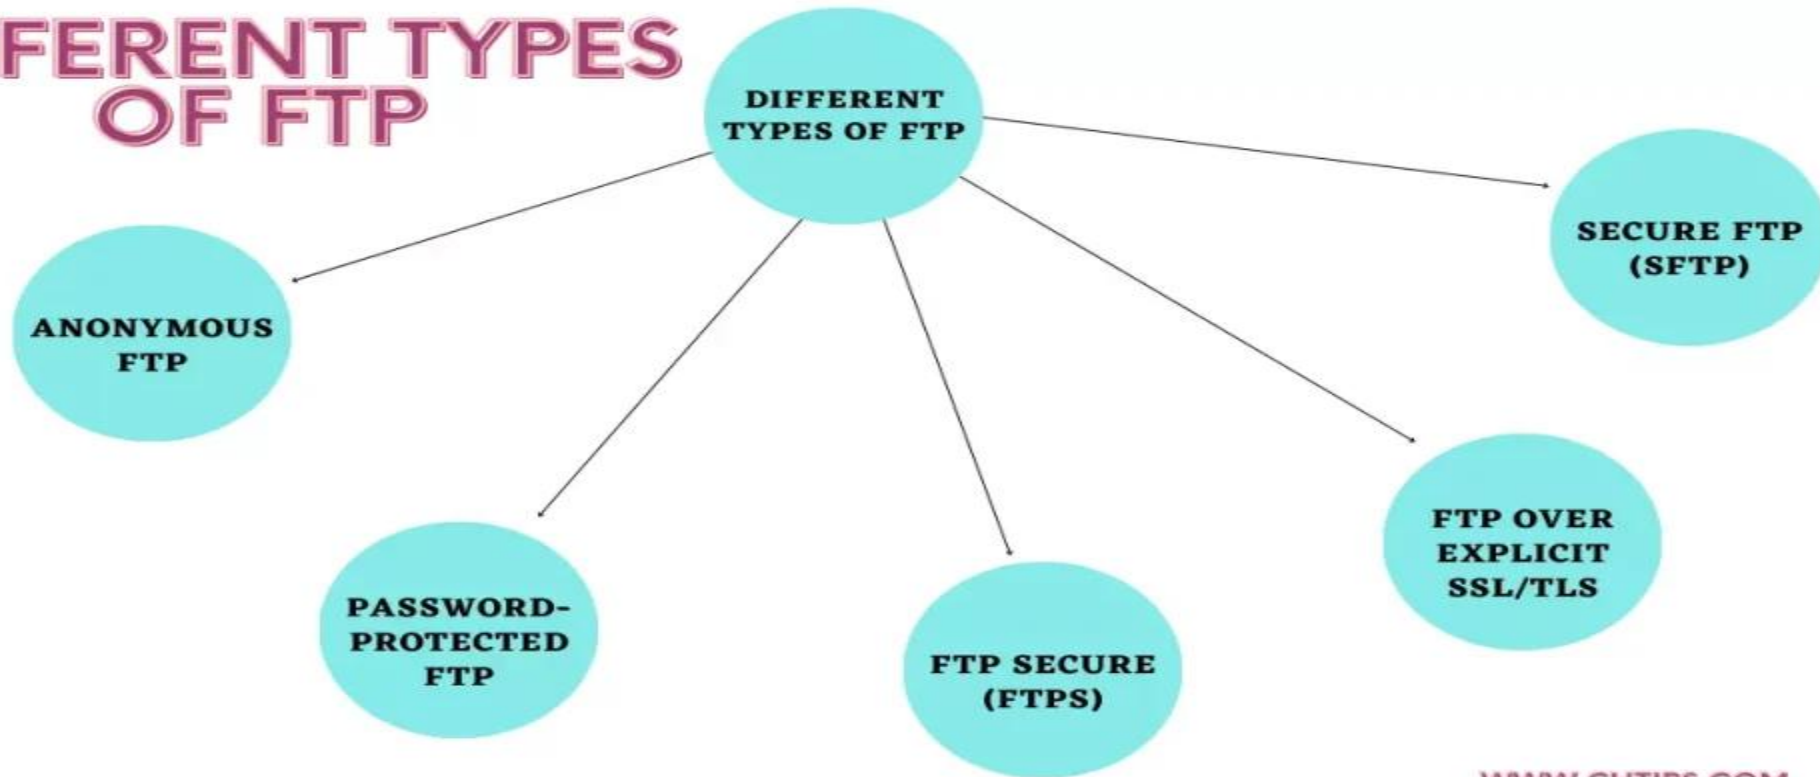 FERENT TYPES
OF FTP
DIFFERENT
TYPES OF FTP
SECURE FTP
(SFTP)
ANONYMOUS
FTP
FTP OVER
EXPLICIT
SSL/TLS
PASSWORD-
PROTECTED
FTP
FTP SECURE
(FTPS)